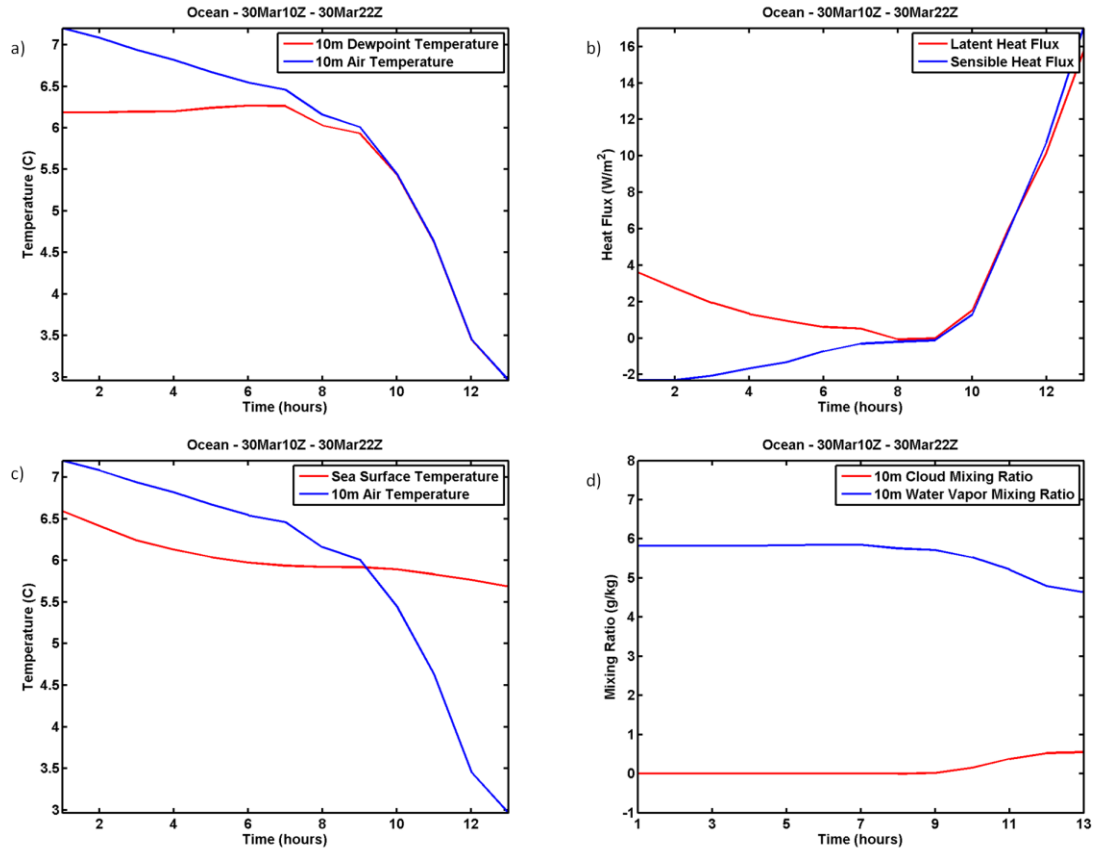 Ocean - 30Mar10Z - 30Mar22Z
a)
10m Dewpoint Temperature
10m Air Temperature
7
6.5
6
5.5
5
4.5
4
3.5
3
Temperature (C)
2 4 6 8 10 12
Time (hours)
Ocean - 30Mar10Z - 30Mar22Z
b)
Latent Heat Flux
Sensible Heat Flux
16
14
12
10
8
6
4
2
0
-2
Heat Flux (W/m²)
2 4 6 8 10 12
Time (hours)
Ocean - 30Mar10Z - 30Mar22Z
c)
Sea Surface Temperature
10m Air Temperature
7
6.5
6
5.5
5
4.5
4
3.5
3
Temperature (C)
2 4 6 8 10 12
Time (hours)
Ocean - 30Mar10Z - 30Mar22Z
d)
10m Cloud Mixing Ratio
10m Water Vapor Mixing Ratio
8
7
6
5
4
3
2
1
0
-1
Mixing Ratio (g/kg)
1 3 5 7 9 11 13
Time (hours)